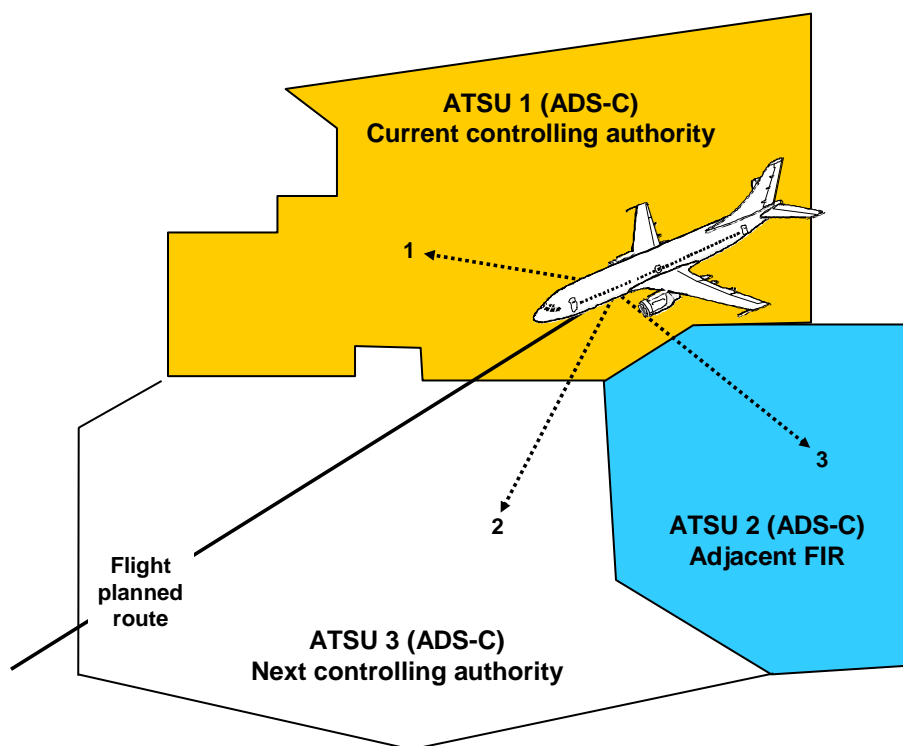 ATSU 1 (ADS-C)
Current controlling authority
1
3
2
ATSU 2 (ADS-C)
Adjacent FIR
Flight
planned
route
ATSU 3 (ADS-C)
Next controlling authority